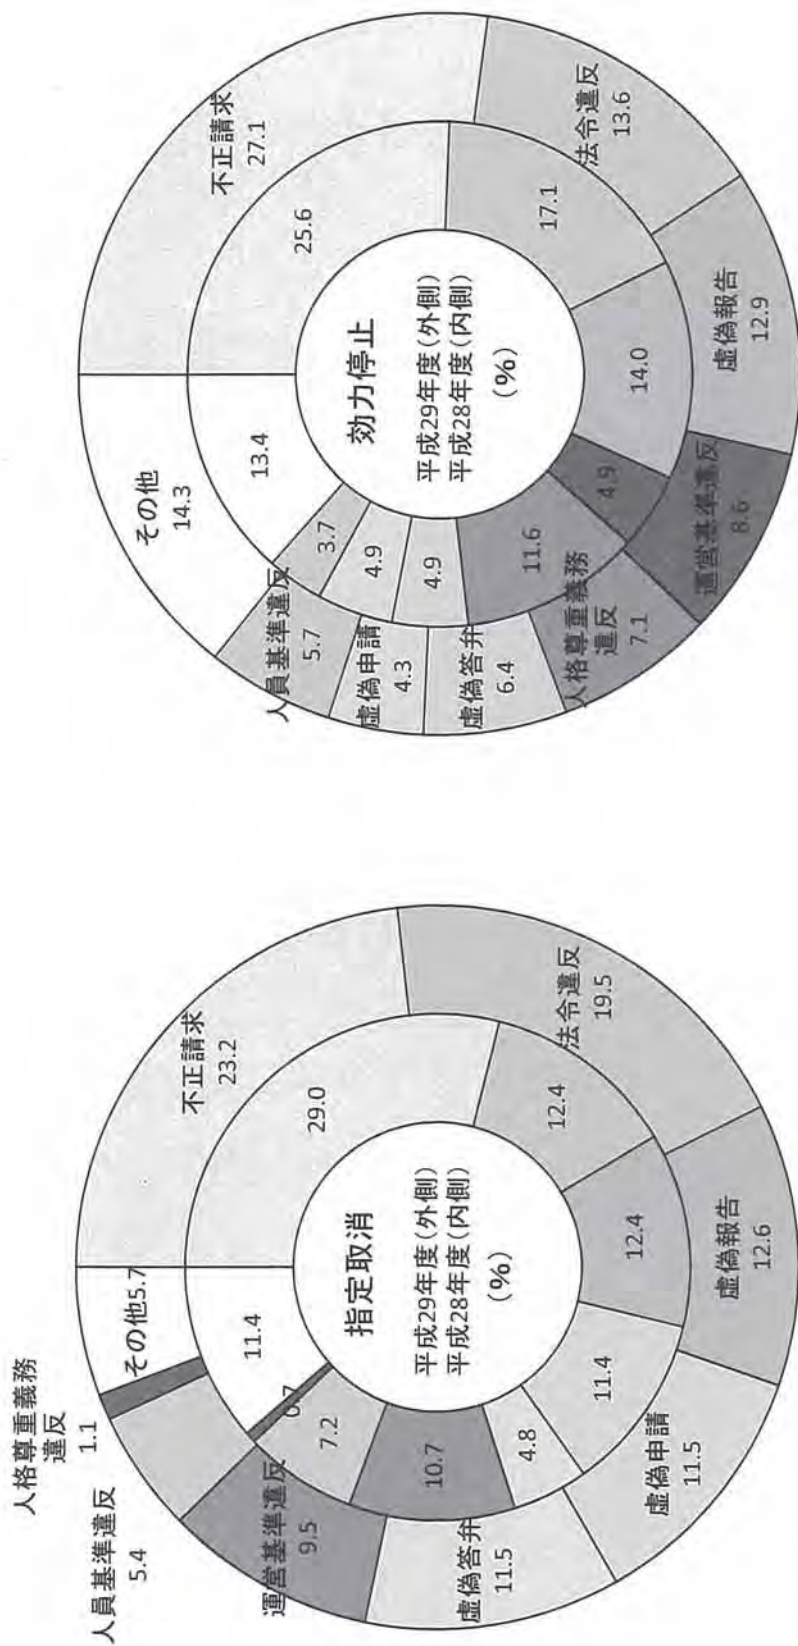 指定取消
平成29年度(外側)
平成28年度(内側)
(%)
不正請求
23.2
法令違反
19.5
虚偽報告
12.6
虚偽申請
11.5
虚偽答弁
11.5
運営基準違反
9.5
人員基準違反
5.4
人格尊重義務
違反
1.1
その他5.7
29.0
12.4
12.4
11.4
4.8
10.7
7.2
0.7
11.4
効力停止
平成29年度(外側)
平成28年度(内側)
(%)
不正請求
27.1
法令違反
13.6
虚偽報告
12.9
運営基準違反
8.6
人格尊重義務
違反
7.1
虚偽答弁
6.4
虚偽申請
4.3
人員基準違反
5.7
その他
14.3
25.6
17.1
14.0
4.9
11.6
4.9
4.9
3.7
13.4